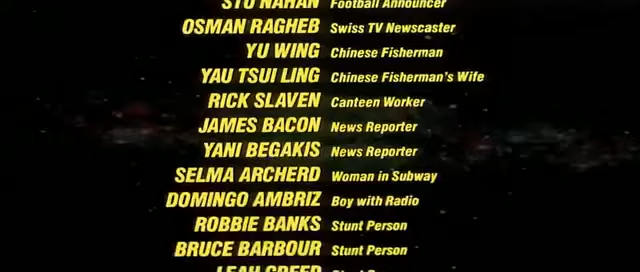 STU NAHAN Football Announcer
OSMAN RAGHEB Swiss TV Newscaster
YU WING Chinese Fisherman
YAU TSUI LING Chinese Fisherman's Wife
RICK SLAVEN Canteen Worker
JAMES BACON News Reporter
YANI BEGAKIS News Reporter
SELMA ARCHERD Woman in Subway
DOMINGO AMBRIZ Boy with Radio
ROBBIE BANKS Stunt Person
BRUCE BARBOUR Stunt Person